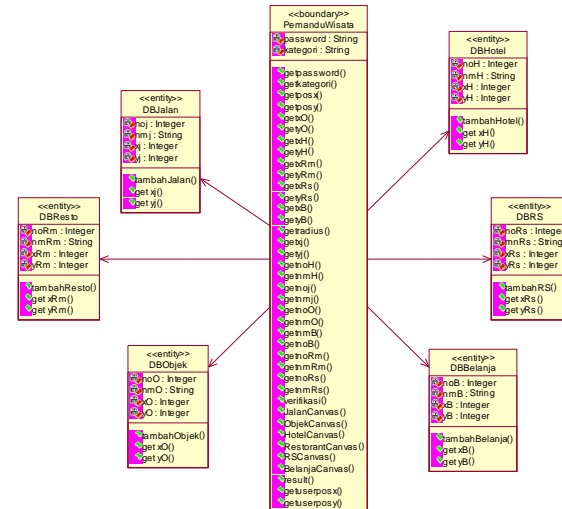 <<boundary>>
PemanduWisata
password : String
kategori : String
getpassword()
getkategori()
getposx()
getposy()
getxO()
getyO()
getxH()
getyH()
getxRm()
getyRm()
getxRs()
getyRs()
getxB()
getyB()
getradius()
getxj()
getyj()
getnoH()
getnmH()
getnoj()
getnmj()
getnoO()
getnmO()
getnmB()
getnoB()
getnoRm()
getnmRm()
getnoRs()
getnmRs()
verifikasi()
JalanCanvas()
ObjekCanvas()
HotelCanvas()
RestorantCanvas()
RSCanvas()
BelanjaCanvas()
result()
getuserposx()
getuserposy()
<<entity>>
DBJalan
noj : Integer
nmj : String
xj : Integer
yj : Integer
tambahJalan()
get xj()
get yj()
<<entity>>
DBResto
noRm : Integer
nmRm : String
xRm : Integer
yRm : Integer
tambahResto()
get xRm()
get yRm()
<<entity>>
DBObjek
noO : Integer
nmO : String
xO : Integer
yO : Integer
tambahObjek()
get xO()
get yO()
<<entity>>
DBHotel
noH : Integer
nmH : String
xH : Integer
yH : Integer
tambahHotel()
get xH()
get yH()
<<entity>>
DBRS
noRs : Integer
mnRs : String
xRs : Integer
yRs : Integer
tambahRS()
get xRs()
get yRs()
<<entity>>
DBBelanja
noB : Integer
nmB : String
xB : Integer
yB : Integer
tambahBelanja()
get xB()
get yB()